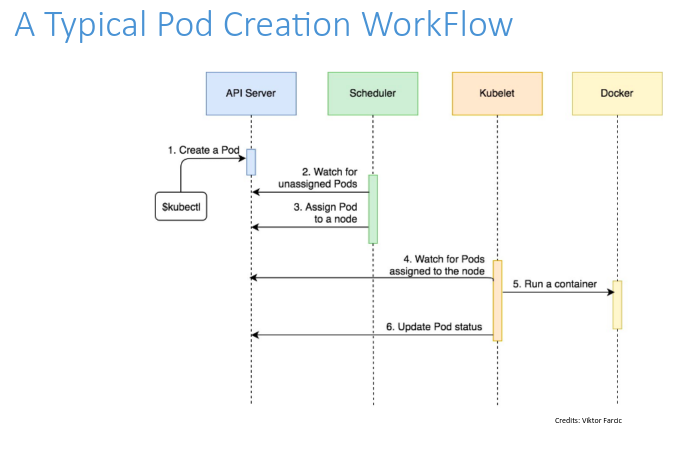 A Typical Pod Creation WorkFlow
API Server
Scheduler
Kubelet
Docker
1. Create a Pod
$kubectl
2. Watch for
unassigned Pods
3. Assign Pod
to a node
4. Watch for Pods
assigned to the node
5. Run a container
6. Update Pod status
Credits: Viktor Farcic